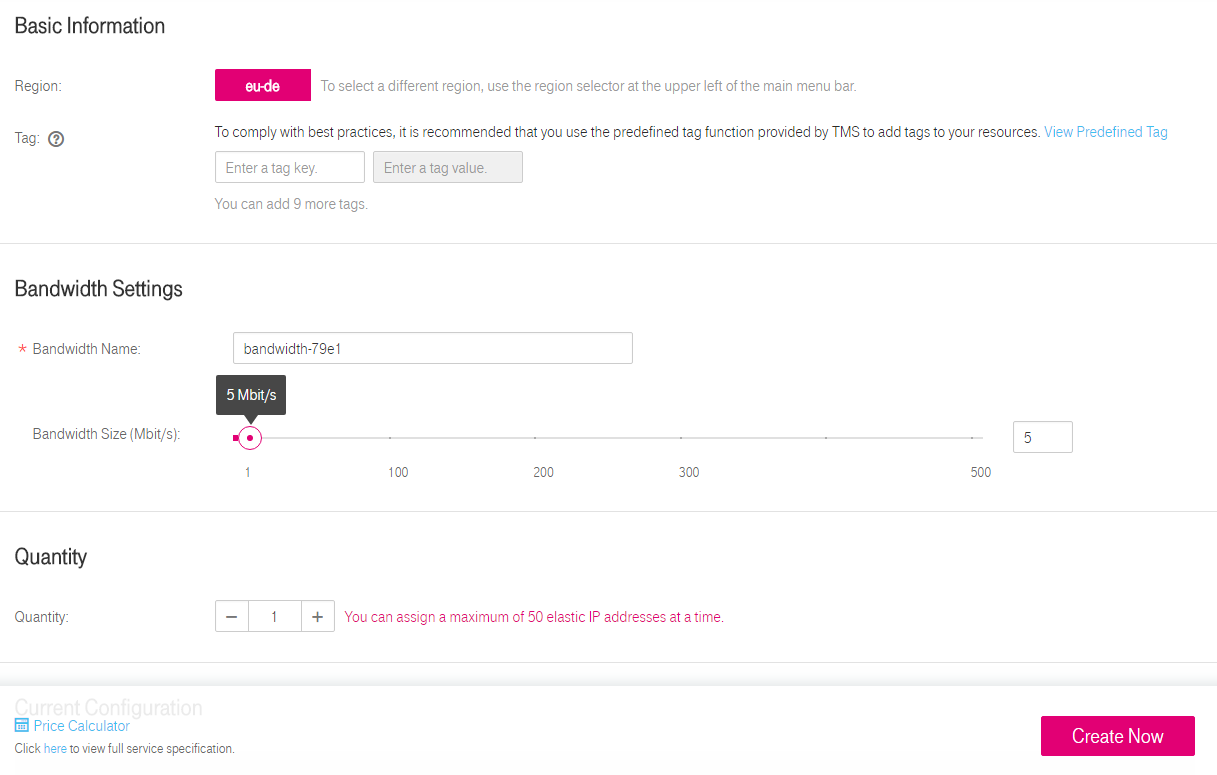 Basic Information
Region:
eu-de
To select a different region, use the region selector at the upper left of the main menu bar.
To comply with best practices, it is recommended that you use the predefined tag function provided by TMS to add tags to your resources. View Predefined Tag
Tag: ?
Enter a tag key.
Enter a tag value.
You can add 9 more tags.
Bandwidth Settings
* Bandwidth Name:
bandwidth-79e1
5 Mbit/s
Bandwidth Size (Mbit/s):
5
1 100 200 300 500
Quantity
Quantity:
− 1 +
You can assign a maximum of 50 elastic IP addresses at a time.
Current Configuration
Price Calculator
Click here to view full service specification.
Create Now